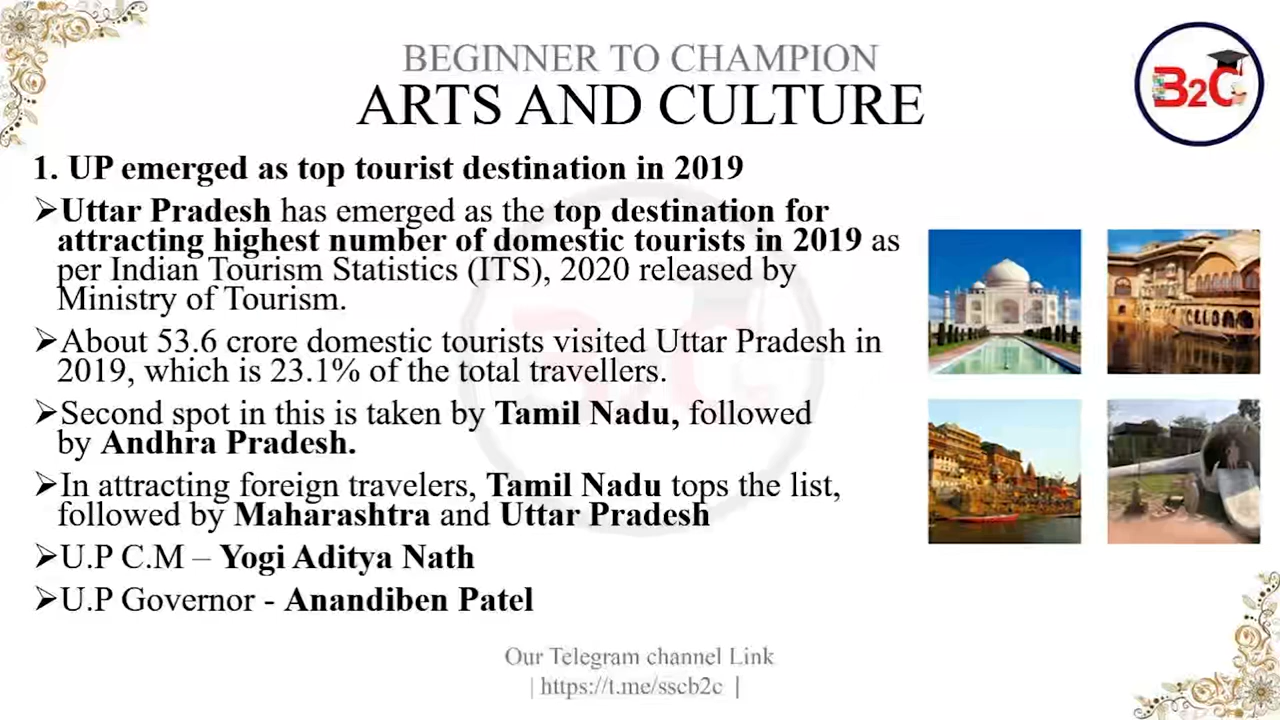 BEGINNER TO CHAMPION
ARTS AND CULTURE
B2C
1. UP emerged as top tourist destination in 2019
➢Uttar Pradesh has emerged as the top destination for
attracting highest number of domestic tourists in 2019 as
per Indian Tourism Statistics (ITS), 2020 released by
Ministry of Tourism.
➢About 53.6 crore domestic tourists visited Uttar Pradesh in
2019, which is 23.1% of the total travellers.
➢Second spot in this is taken by Tamil Nadu, followed
by Andhra Pradesh.
➢In attracting foreign travelers, Tamil Nadu tops the list,
followed by Maharashtra and Uttar Pradesh
➢U.P C.M – Yogi Aditya Nath
➢U.P Governor - Anandiben Patel
Our Telegram channel Link
| https://t.me/sscb2c |